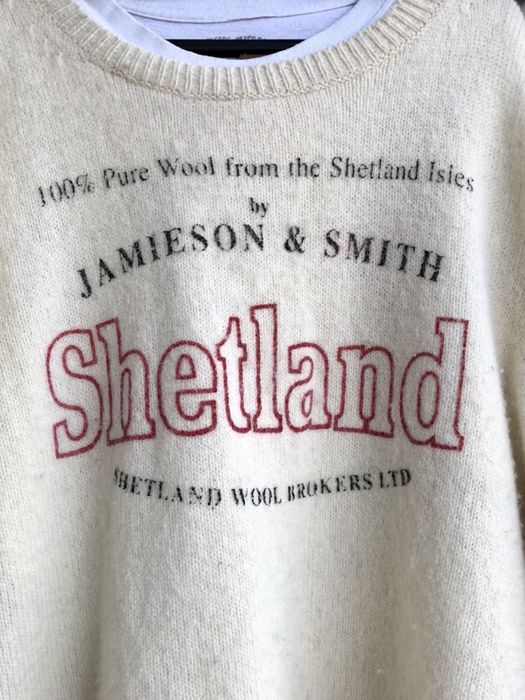 100% Pure Wool from the Shetland Isles
by
JAMIESON & SMITH
Shetland
SHETLAND WOOL BROKERS LTD